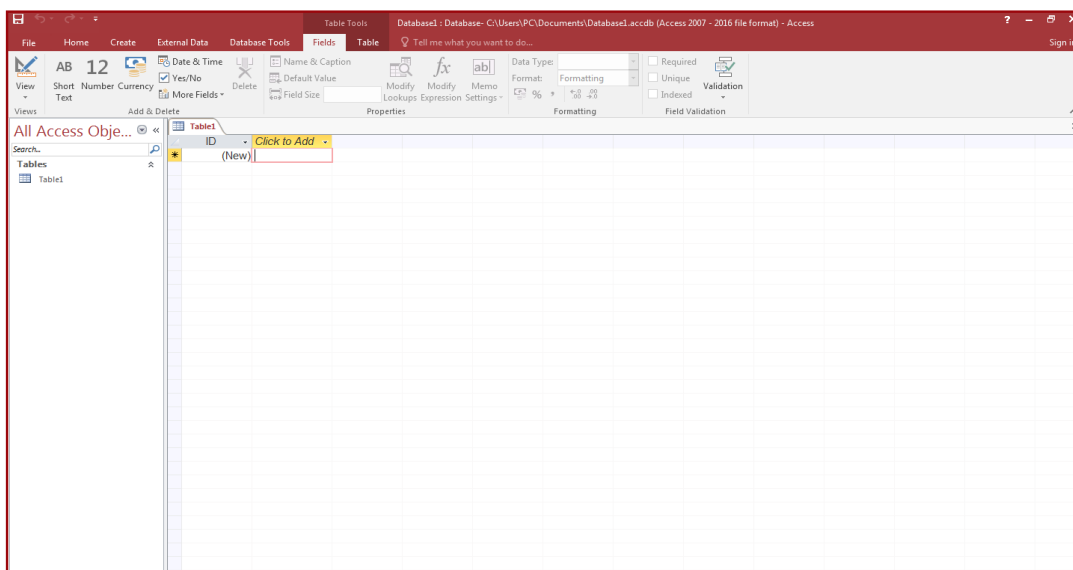 Table Tools Database1 : Database- C:\Users\PC\Documents\Database1.accdb (Access 2007 - 2016 file format) - Access ?
File Home Create External Data Database Tools Fields Table Tell me what you want to do... Sign in
View
AB Short Text
12 Number
Currency
Date & Time
Yes/No
More Fields
Delete
Name & Caption
Default Value
Field Size
Modify Lookups
fx Modify Expression
ab Memo Settings
Data Type:
Format: Formatting
% , .00 .00
Required
Unique
Indexed
Validation
Views Add & Delete Properties Formatting Field Validation
All Access Obje... «
Search...
Tables
Table1
Table1
ID Click to Add
* (New)